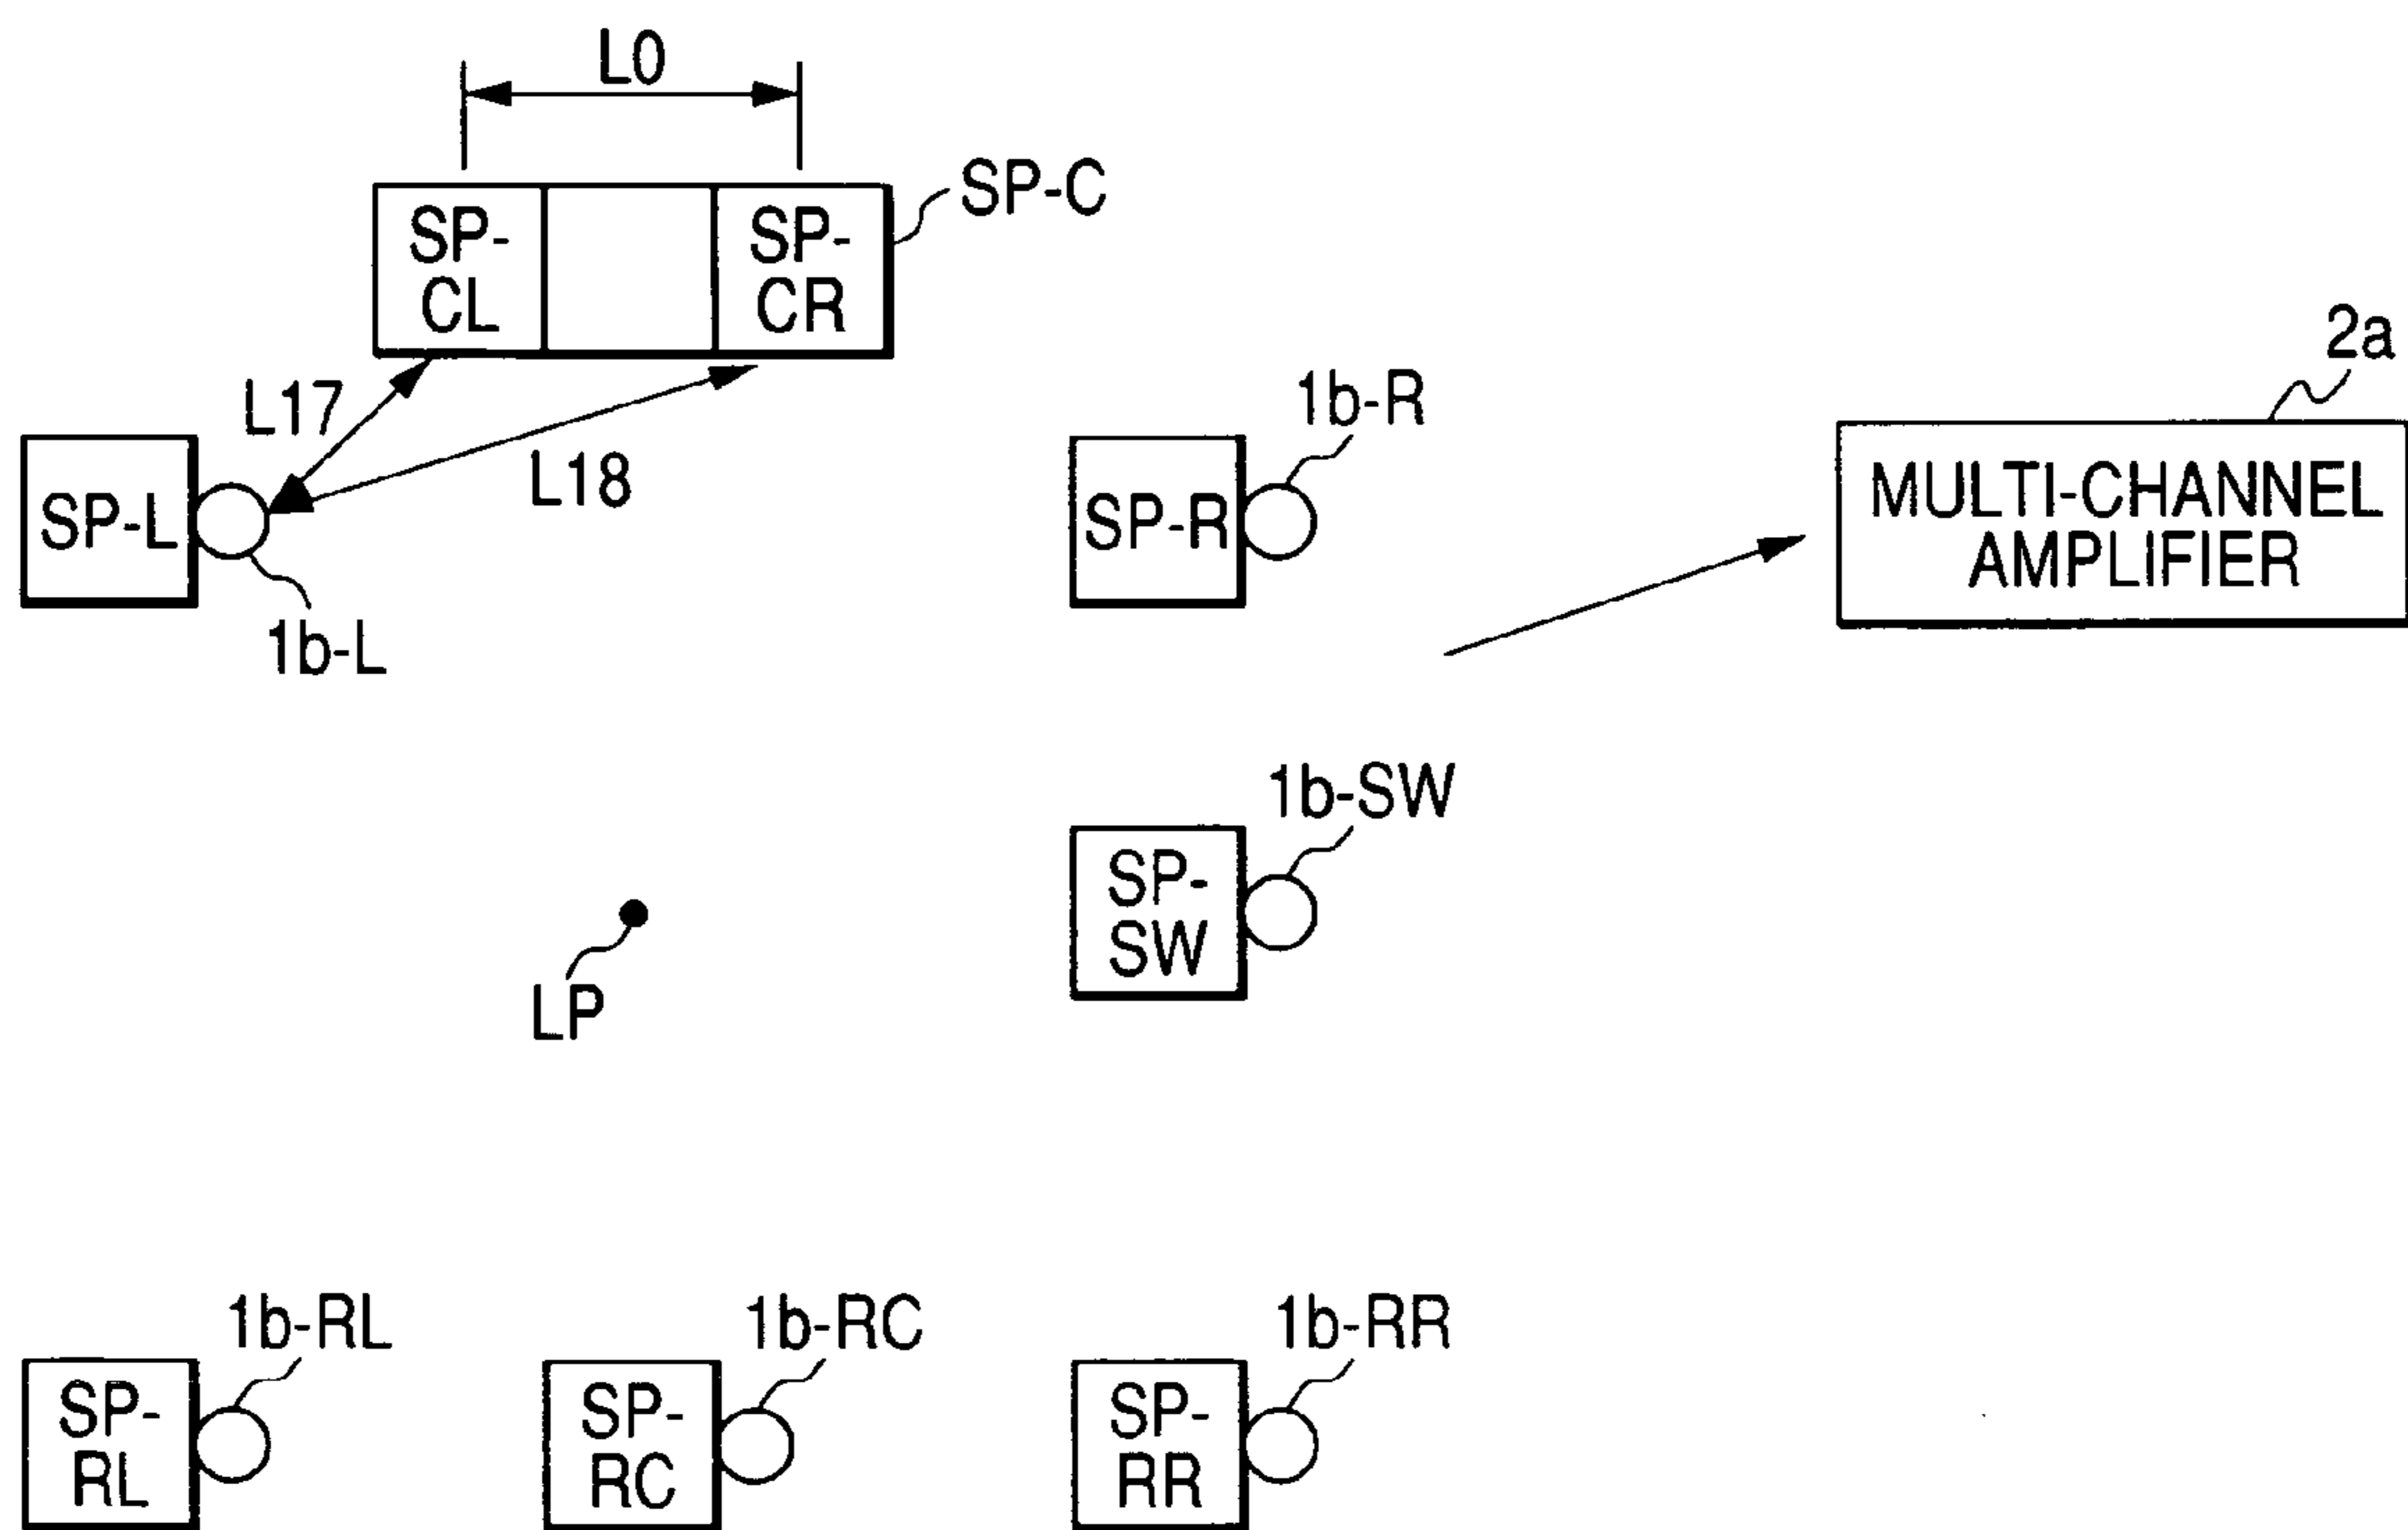 L0
SP-C
SP-
CL
SP-
CR
2a
L17
1b-R
L18
SP-L
SP-R
MULTI-CHANNEL
AMPLIFIER
1b-L
1b-SW
SP-
SW
LP
1b-RL
1b-RC
1b-RR
SP-
RL
SP-
RC
SP-
RR